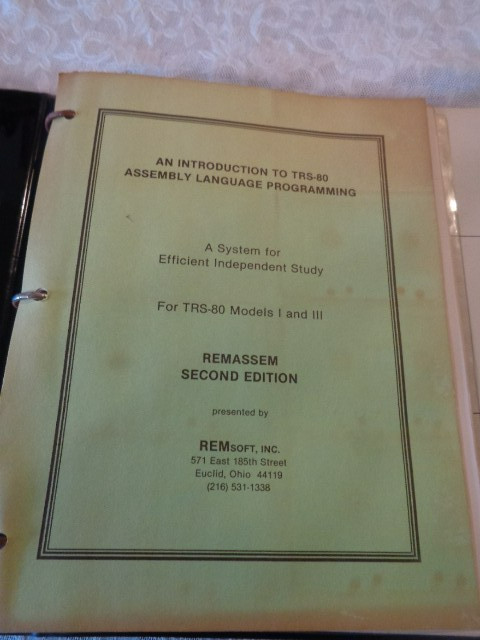 AN INTRODUCTION TO TRS-80
ASSEMBLY LANGUAGE PROGRAMMING
A System for
Efficient Independent Study
For TRS-80 Models I and III
REMASSEM
SECOND EDITION
presented by
REMSOFT, INC.
571 East 185th Street
Euclid, Ohio 44119
(216) 531-1338